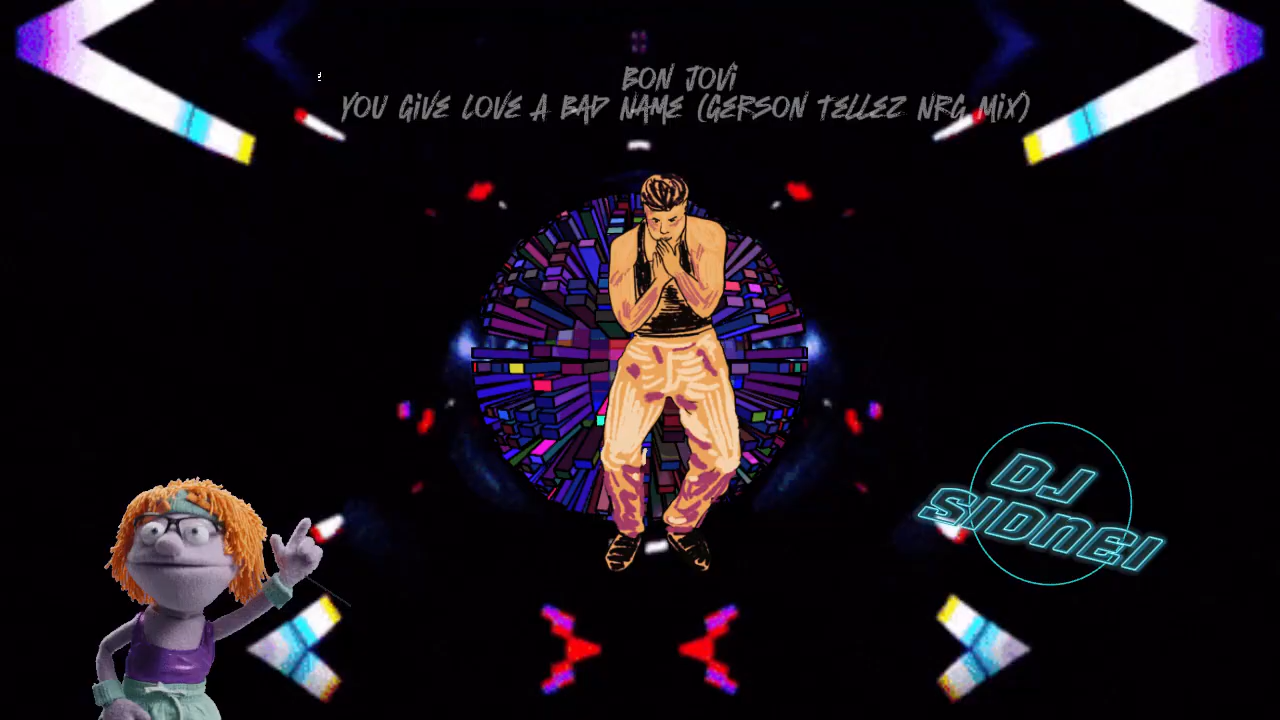 BON JOVI
YOU GIVE LOVE A BAD NAME (GERSON TELLEZ NRG MIX)
DJ
SIDNEI